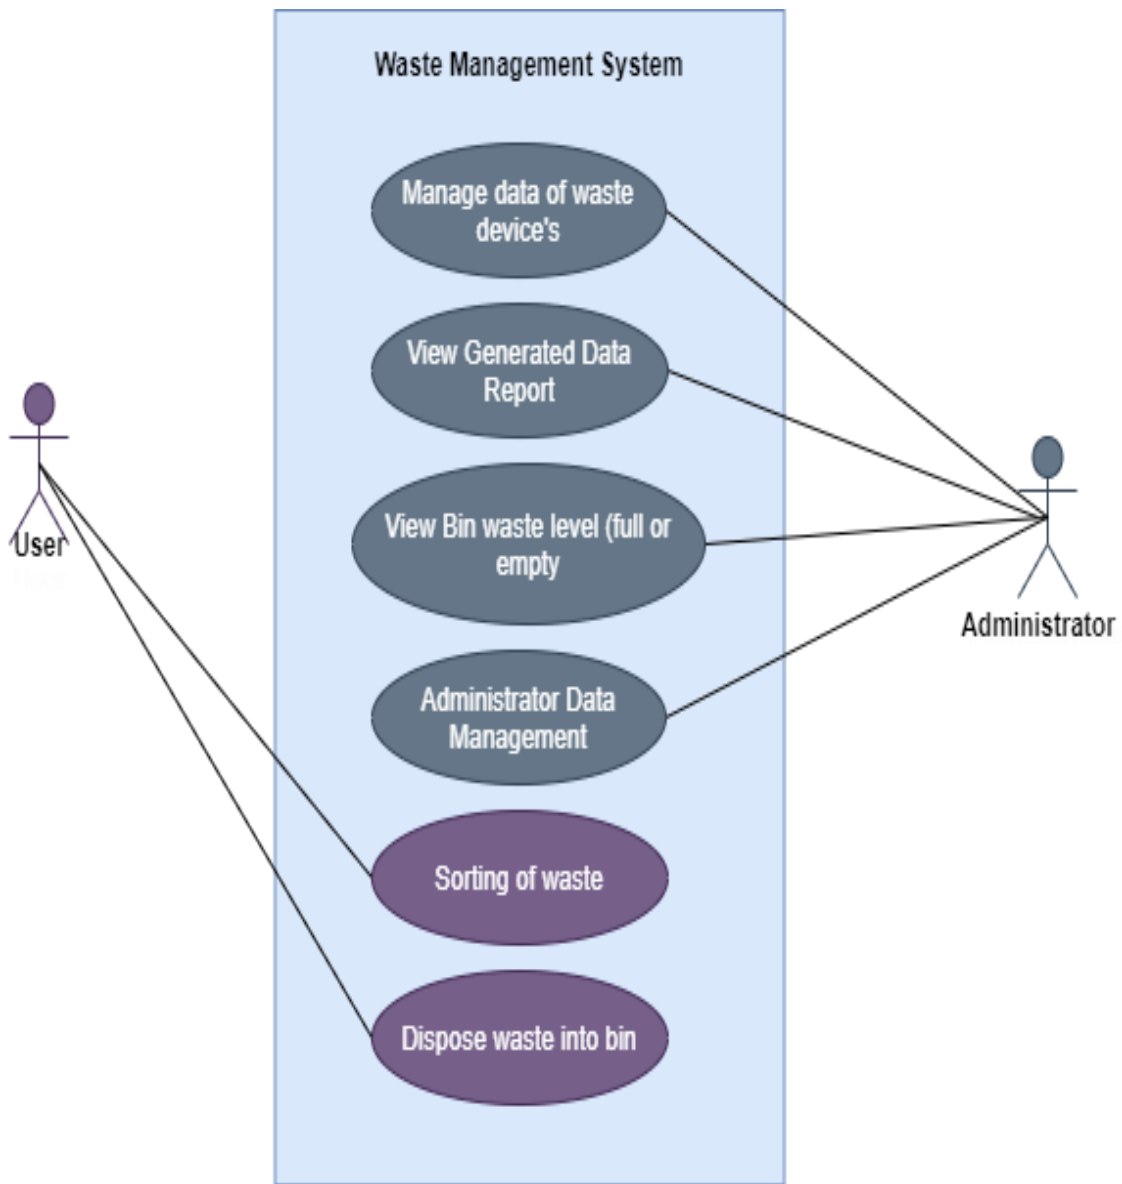 Waste Management System
Manage data of waste
device's
View Generated Data
Report
User
View Bin waste level (full or
empty
Administrator
Administrator Data
Management
Sorting of waste
Dispose waste into bin